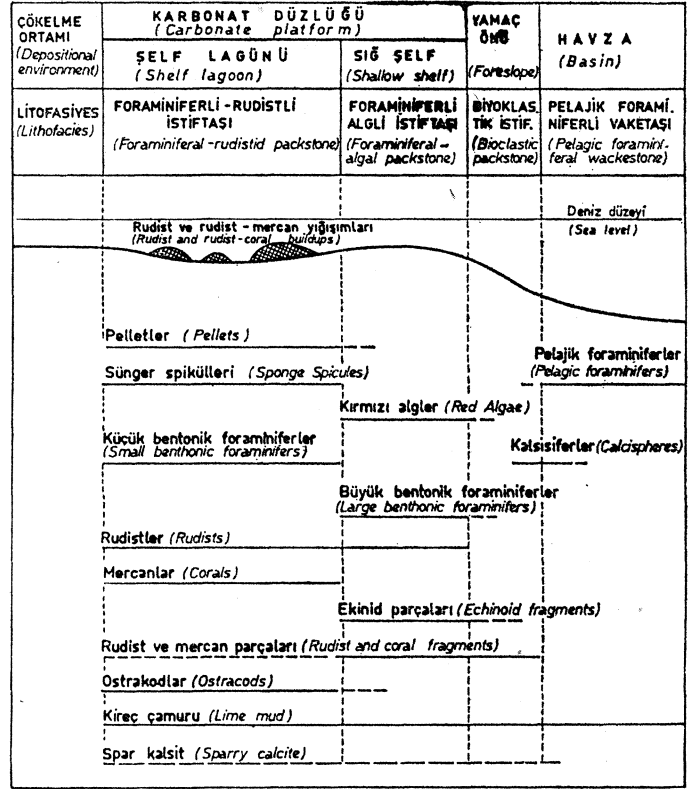 ÇÖKELME
ORTAMI
(Depositional
environment)
KARBONAT DÜZLÜĞÜ
(Carbonate platform)
ŞELF LAGÜNÜ
(Shelf lagoon)
SIĞ ŞELF
(Shallow shelf)
YAMAÇ
ÖNÜ
(Foreslope)
HAVZA
(Basin)
LİTOFASİYES
(Lithofacies)
FORAMİNİFERLİ-RUDİSTLİ
İSTİFTAŞI
(Foraminiferal-rudistid packstone)
FORAMİNİFERLİ
ALGLİ İSTİFTAŞI
(Foraminiferal-
algal packstone)
BİYOKLAS
TİK İSTİF.
(Bioclastic
packstone)
PELAJİK FORAMİ.
NİFERLİ VAKETAŞI
(Pelagic foramini-
feral wackestone)
Deniz düzeyi
(Sea level)
Rudist ve rudist-mercan yığışımları
(Rudist and rudist-coral buildups)
Pelletler (Pellets)
Pelajik foraminiferler
(Pelagic foraminifers)
Sünger spikülleri (Sponge Spicules)
Kırmızı algler (Red Algae)
Küçük bentonik foraminiferler
(Small benthonic foraminifers)
Kalsisiferler (Calcispheres)
Büyük bentonik foraminiferler
(Large benthonic foraminifers)
Rudistler (Rudists)
Mercanlar (Corals)
Ekinid parçaları (Echinoid fragments)
Rudist ve mercan parçaları (Rudist and coral fragments)
Ostrakodlar (Ostracods)
Kireç çamuru (Lime mud)
Spar kalsit (Sparry calcite)